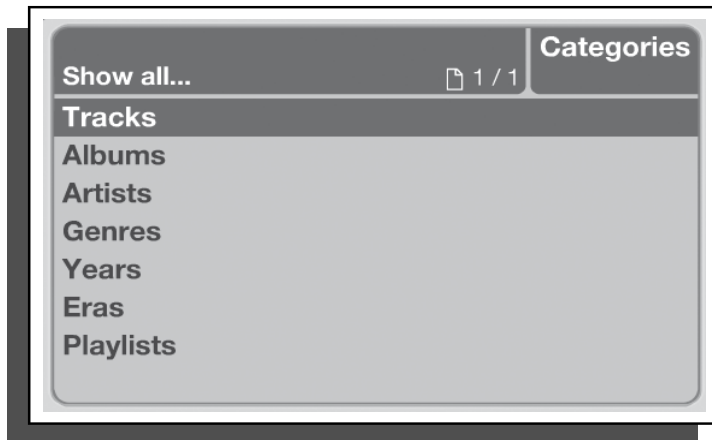 Categories
Show all... 1 / 1
Tracks
Albums
Artists
Genres
Years
Eras
Playlists